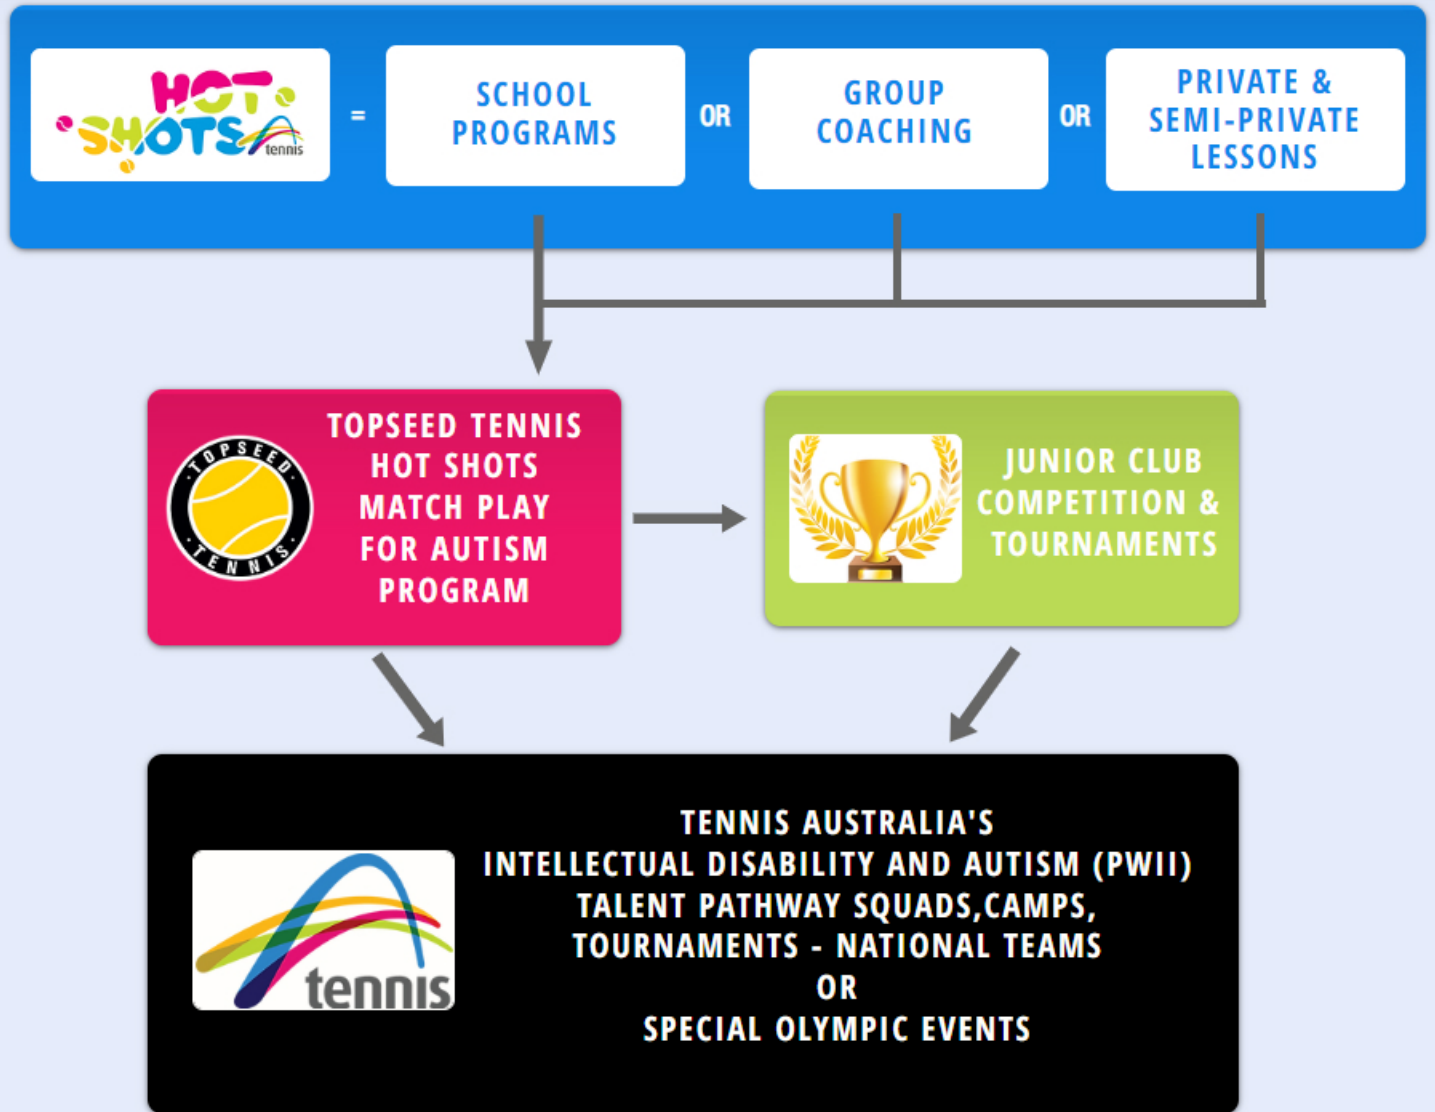 HOT
SHOTS
tennis
=
SCHOOL
PROGRAMS
OR
GROUP
COACHING
OR
PRIVATE &
SEMI-PRIVATE
LESSONS
TOPSEED
TENNIS
TOPSEED TENNIS
HOT SHOTS
MATCH PLAY
FOR AUTISM
PROGRAM
JUNIOR CLUB
COMPETITION &
TOURNAMENTS
tennis
TENNIS AUSTRALIA'S
INTELLECTUAL DISABILITY AND AUTISM (PWII)
TALENT PATHWAY SQUADS,CAMPS,
TOURNAMENTS - NATIONAL TEAMS
OR
SPECIAL OLYMPIC EVENTS